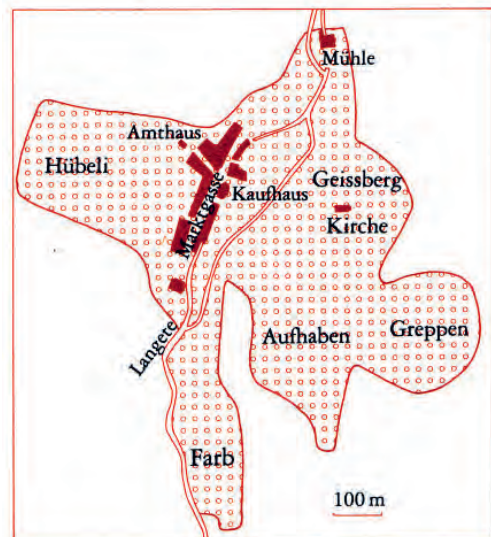 Mühle
Amthaus
Hübeli
Marktgasse
Kaufhaus
Geissberg
Kirche
Langete
Aufhaben
Greppen
Farb
100 m